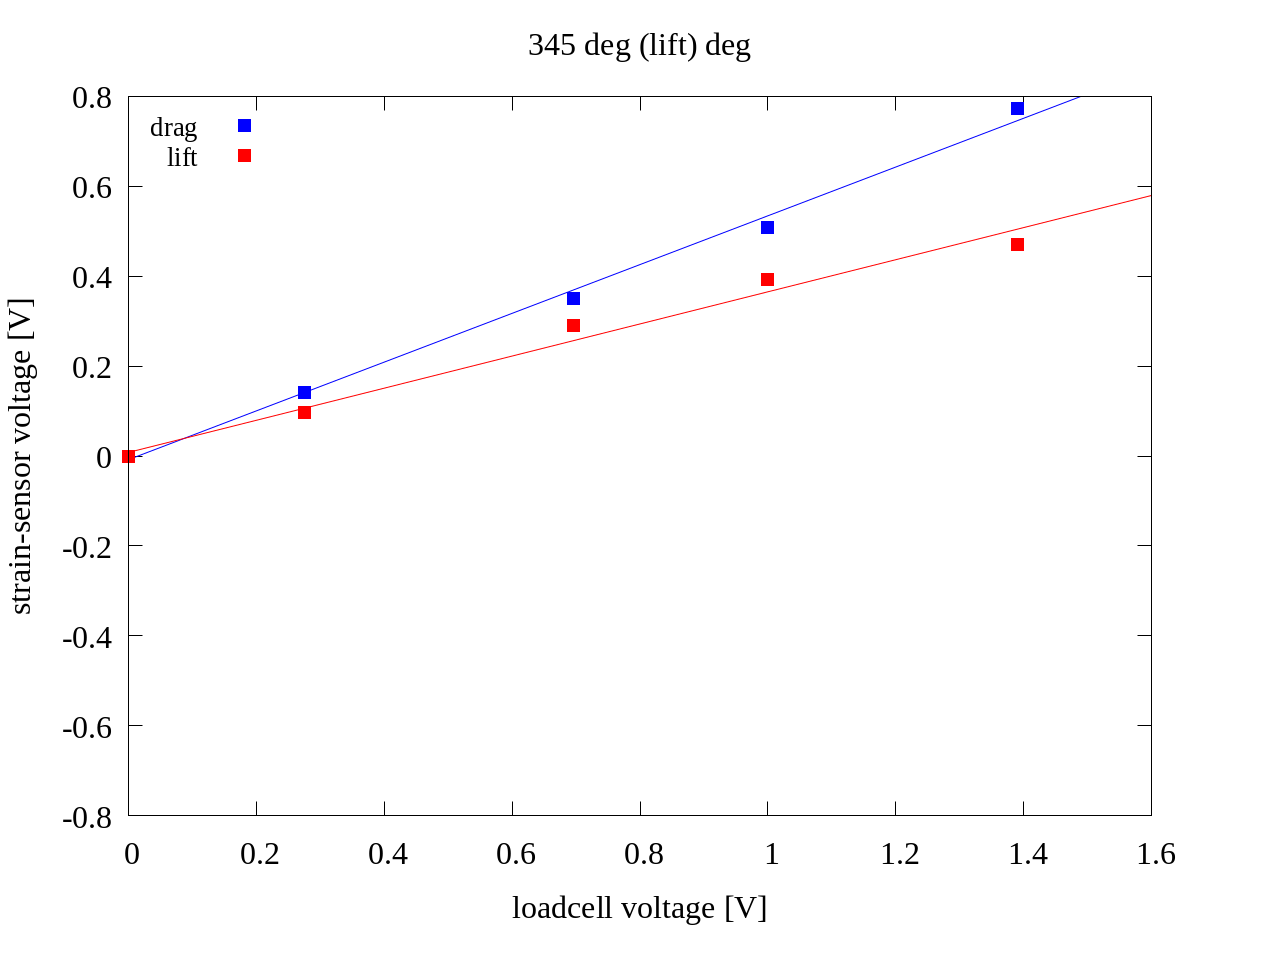 345 deg (lift) deg
drag
lift
0.8
0.6
0.4
0.2
0
-0.2
-0.4
-0.6
-0.8
strain-sensor voltage [V]
0 0.2 0.4 0.6 0.8 1 1.2 1.4 1.6
loadcell voltage [V]